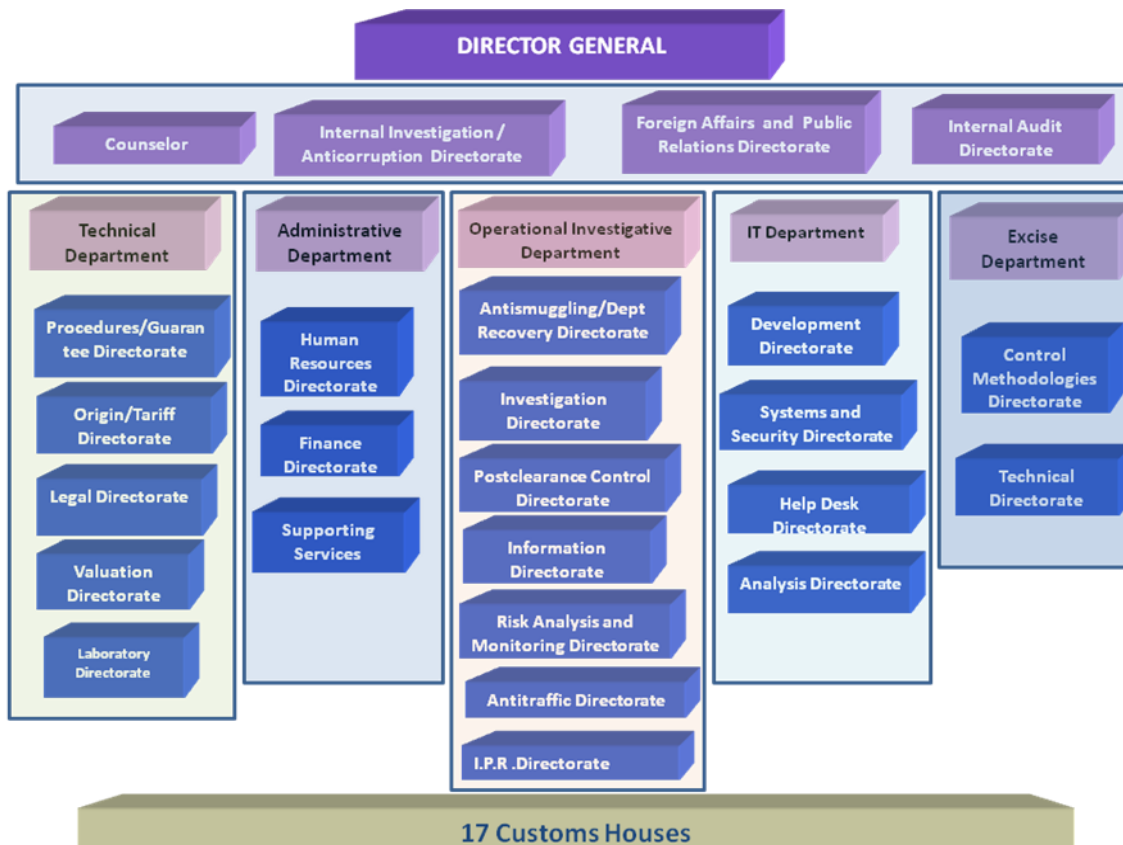 DIRECTOR GENERAL
Counselor
Internal Investigation /
Anticorruption Directorate
Foreign Affairs and Public
Relations Directorate
Internal Audit
Directorate
Technical
Department
Procedures/Guaran
tee Directorate
Origin/Tariff
Directorate
Legal Directorate
Valuation
Directorate
Laboratory
Directorate
Administrative
Department
Human
Resources
Directorate
Finance
Directorate
Supporting
Services
Operational Investigative
Department
Antismuggling/Dept
Recovery Directorate
Investigation
Directorate
Postclearance Control
Directorate
Information
Directorate
Risk Analysis and
Monitoring Directorate
Antitraffic Directorate
I.P.R .Directorate
IT Department
Development
Directorate
Systems and
Security Directorate
Help Desk
Directorate
Analysis Directorate
Excise
Department
Control
Methodologies
Directorate
Technical
Directorate
17 Customs Houses